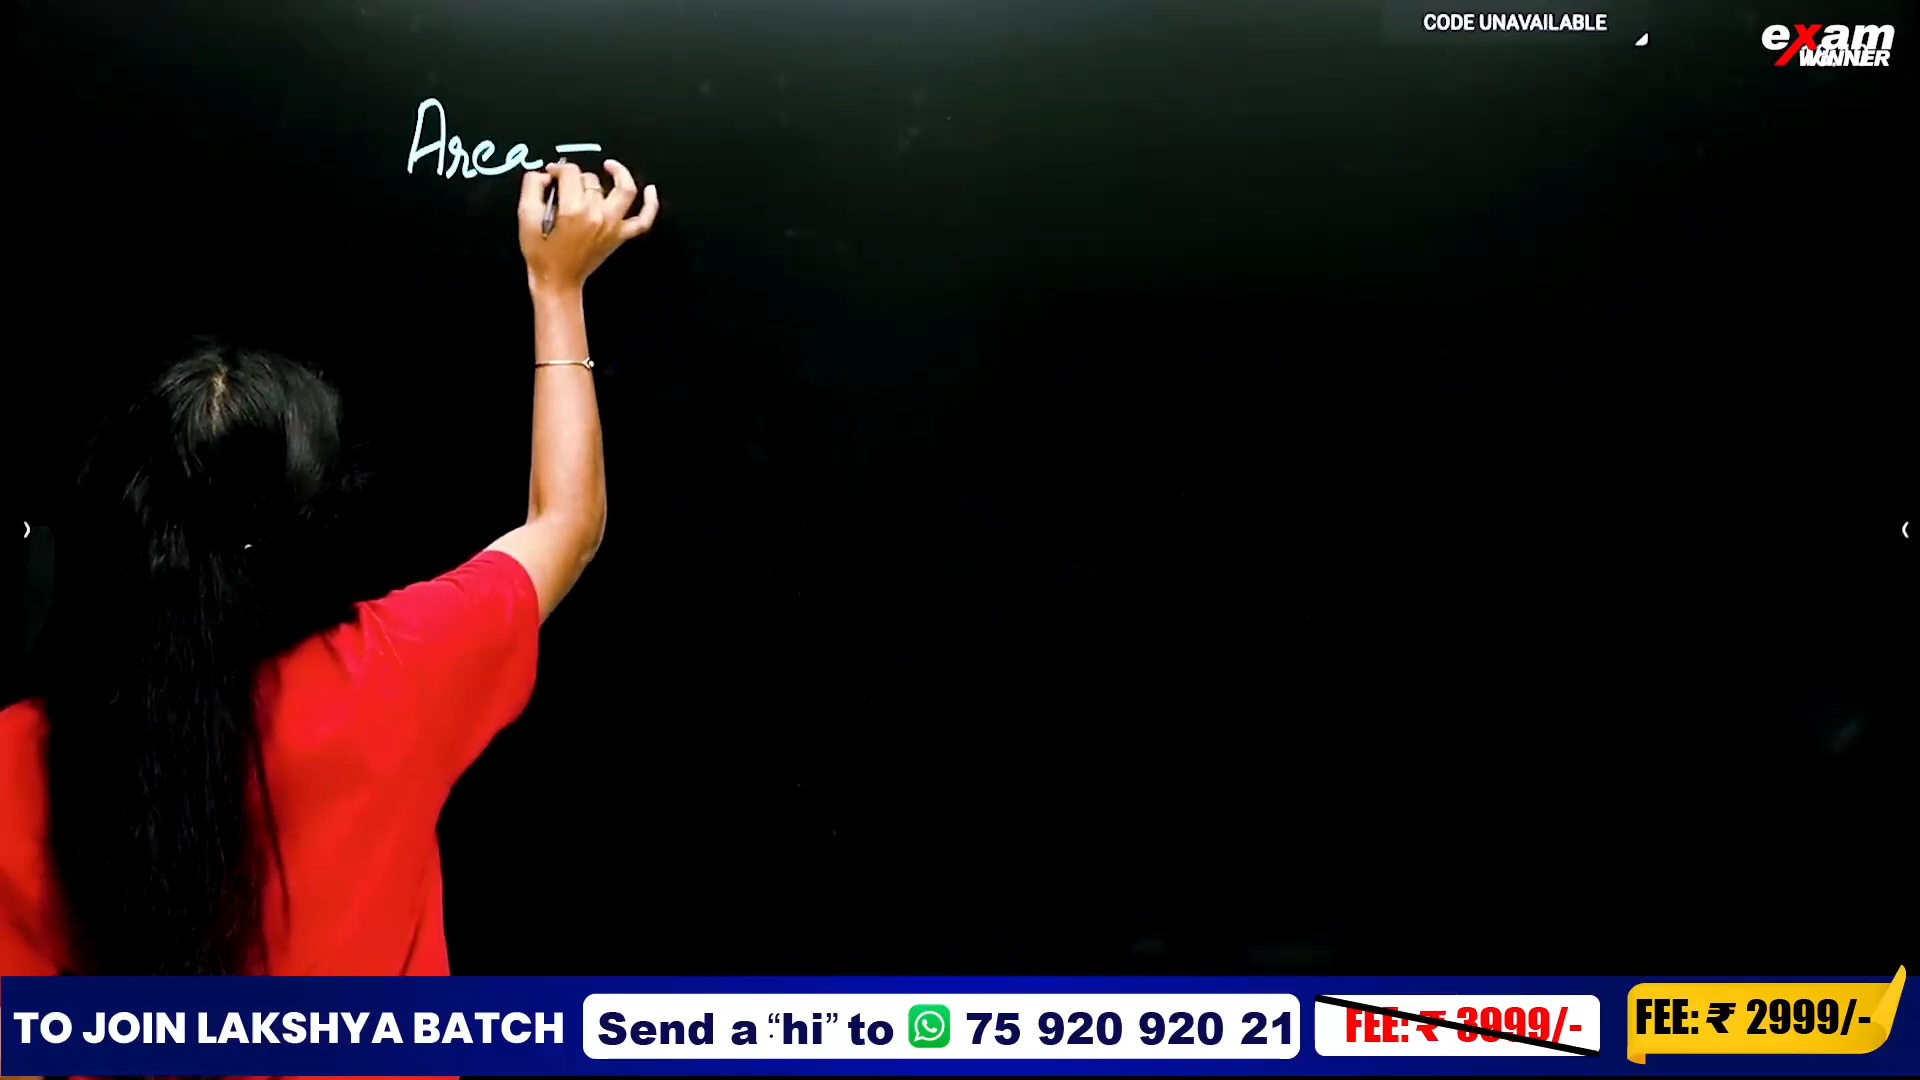 CODE UNAVAILABLE
exam
WINNER
Area =
TO JOIN LAKSHYA BATCH
Send a “hi” to 75 920 920 21
FEE: ₹ 3999/-
FEE: ₹ 2999/-